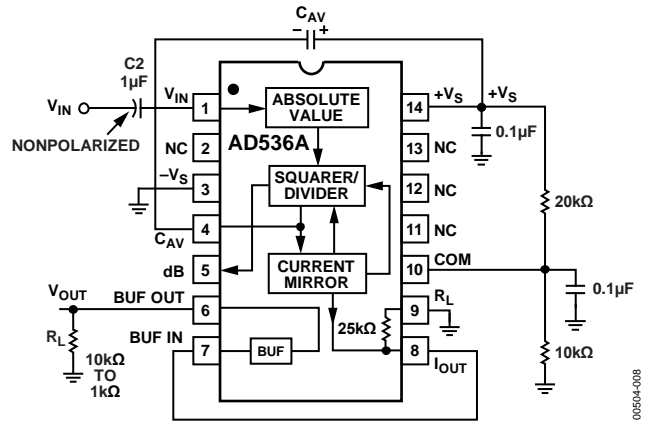 CAV
− +
C2
1µF
VIN
VIN
NONPOLARIZED
1
ABSOLUTE
VALUE
14
+VS
+VS
0.1µF
NC
2
AD536A
13
NC
−VS
3
SQUARER/
DIVIDER
12
NC
20kΩ
CAV
4
11
NC
dB
5
CURRENT
MIRROR
10
COM
0.1µF
VOUT
BUF OUT
6
25kΩ
9
RL
RL
10kΩ
TO
1kΩ
BUF IN
7
BUF
8
IOUT
10kΩ
00504-008